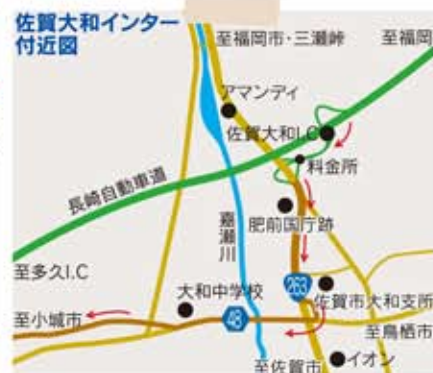 佐賀大和インター
付近図
至福岡市・三瀬峠
至福岡
アマンディ
佐賀大和I.C
料金所
長崎自動車道
嘉瀬川
肥前国庁跡
至多久I.C
大和中学校
263
佐賀市大和支所
至小城市
48
至鳥栖市
至佐賀市
イオン